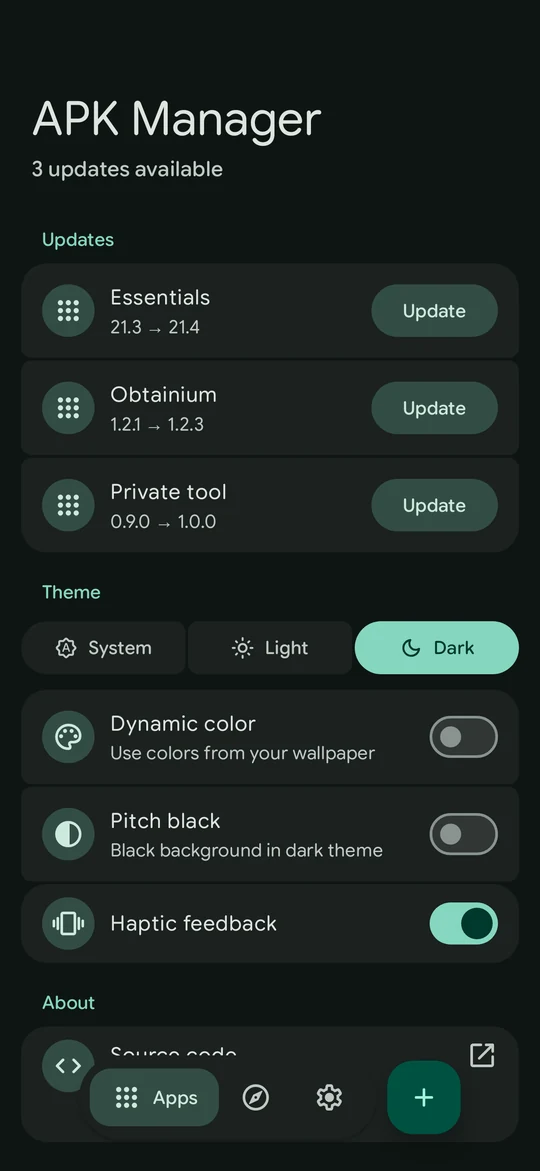 APK Manager
3 updates available
Updates
Essentials
21.3 → 21.4
Update
Obtainium
1.2.1 → 1.2.3
Update
Private tool
0.9.0 → 1.0.0
Update
Theme
System
Light
Dark
Dynamic color
Use colors from your wallpaper
Pitch black
Black background in dark theme
Haptic feedback
About
Source code
Apps